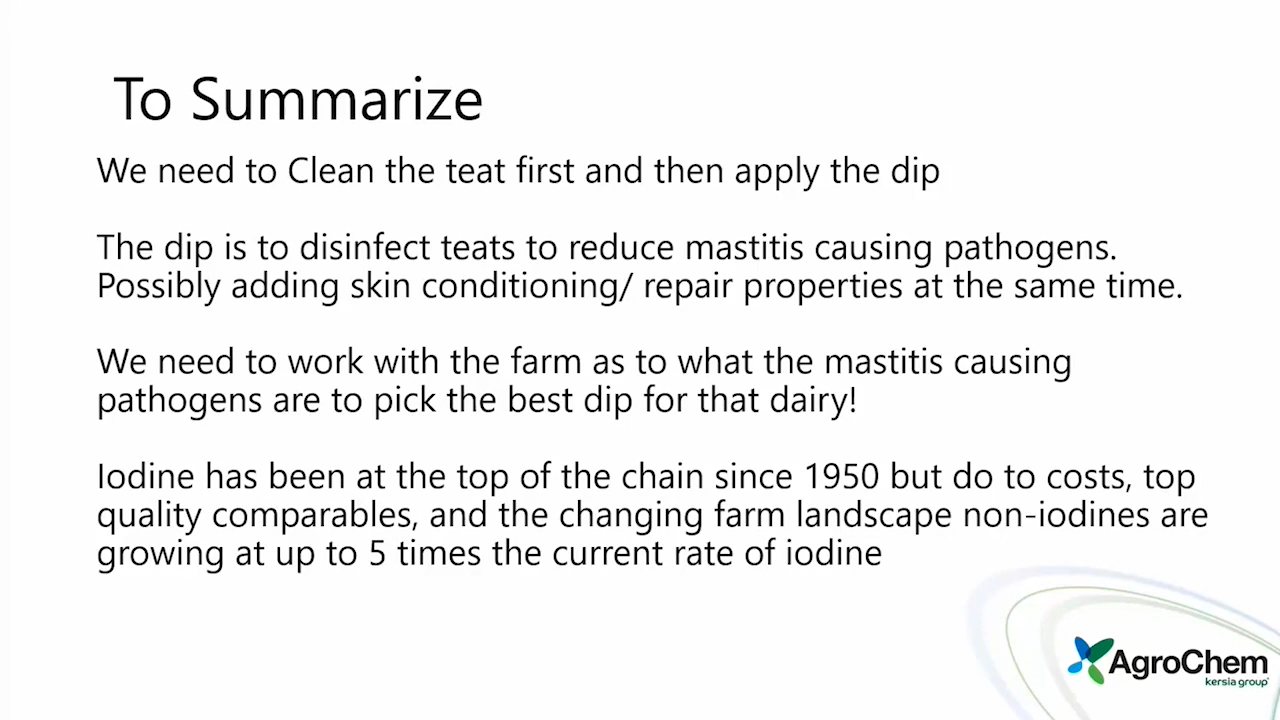 To Summarize
We need to Clean the teat first and then apply the dip
The dip is to disinfect teats to reduce mastitis causing pathogens.
Possibly adding skin conditioning/ repair properties at the same time.
We need to work with the farm as to what the mastitis causing
pathogens are to pick the best dip for that dairy!
Iodine has been at the top of the chain since 1950 but do to costs, top
quality comparables, and the changing farm landscape non-iodines are
growing at up to 5 times the current rate of iodine
AgroChem
kersia group